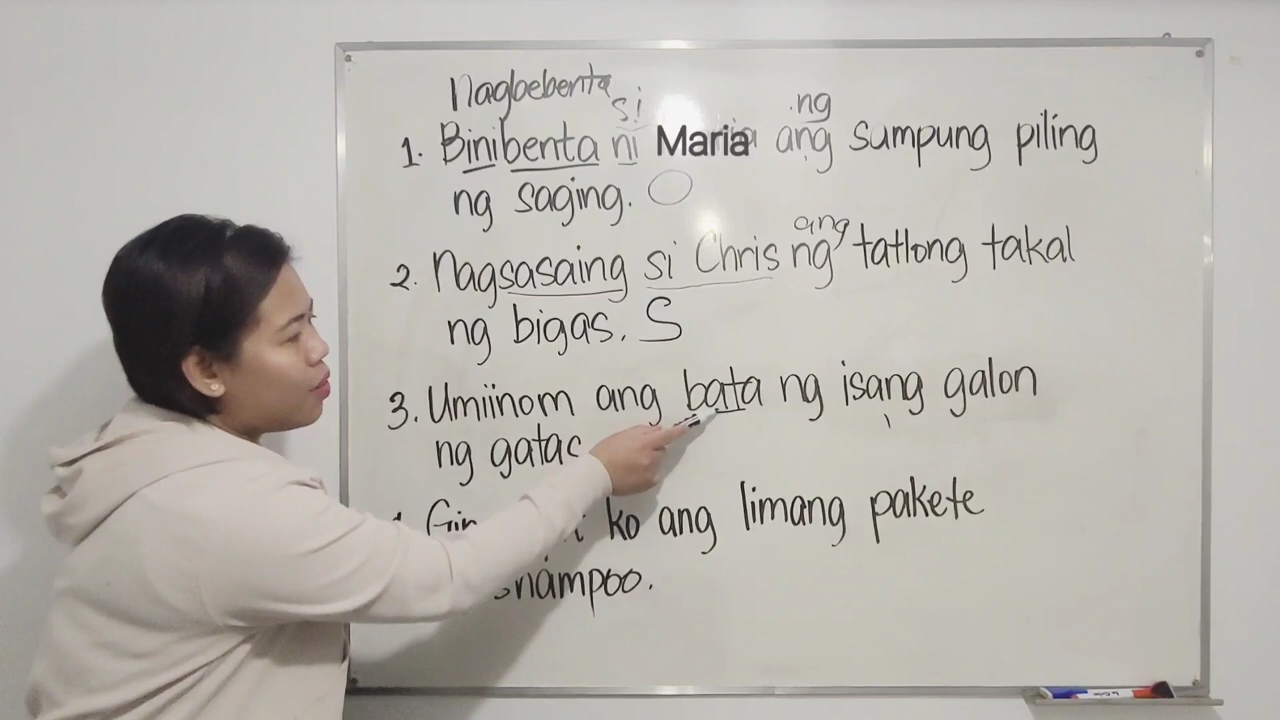 Nagbebenta
si
ng
1. Binibenta ni Maria ang sampung piling
ng saging. O
ang
2. Nagsasaing si Chris ng tatlong takal
ng bigas. S
3. Umiinom ang bata ng isang galon
ng gatas
ko ang limang pakete
shampoo.